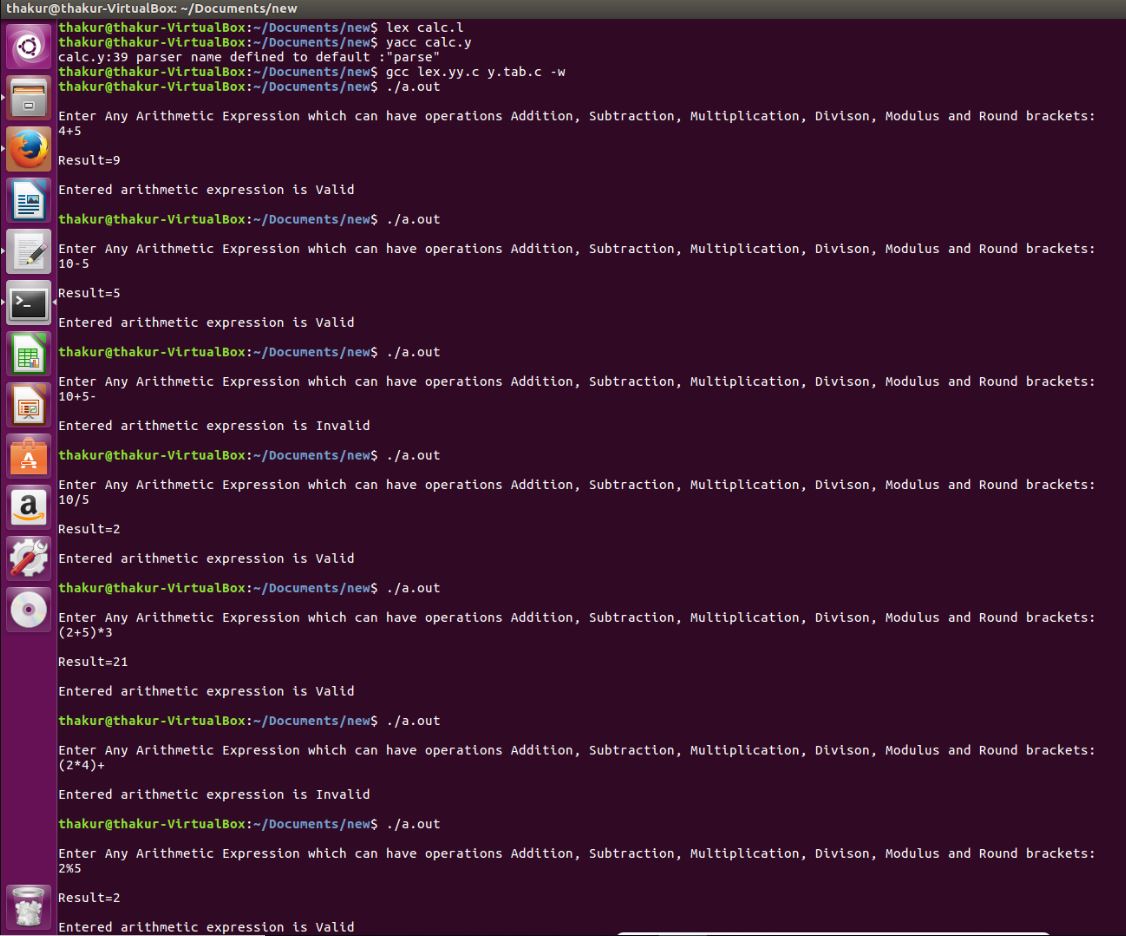 thakur@thakur-VirtualBox: ~/Documents/new
thakur@thakur-VirtualBox:~/Documents/new$ lex calc.l
thakur@thakur-VirtualBox:~/Documents/new$ yacc calc.y
calc.y:39 parser name defined to default :"parse"
thakur@thakur-VirtualBox:~/Documents/new$ gcc lex.yy.c y.tab.c -w
thakur@thakur-VirtualBox:~/Documents/new$ ./a.out
Enter Any Arithmetic Expression which can have operations Addition, Subtraction, Multiplication, Divison, Modulus and Round brackets:
4+5
Result=9
Entered arithmetic expression is Valid
thakur@thakur-VirtualBox:~/Documents/new$ ./a.out
Enter Any Arithmetic Expression which can have operations Addition, Subtraction, Multiplication, Divison, Modulus and Round brackets:
10-5
Result=5
Entered arithmetic expression is Valid
thakur@thakur-VirtualBox:~/Documents/new$ ./a.out
Enter Any Arithmetic Expression which can have operations Addition, Subtraction, Multiplication, Divison, Modulus and Round brackets:
10+5-
Entered arithmetic expression is Invalid
thakur@thakur-VirtualBox:~/Documents/new$ ./a.out
Enter Any Arithmetic Expression which can have operations Addition, Subtraction, Multiplication, Divison, Modulus and Round brackets:
10/5
Result=2
Entered arithmetic expression is Valid
thakur@thakur-VirtualBox:~/Documents/new$ ./a.out
Enter Any Arithmetic Expression which can have operations Addition, Subtraction, Multiplication, Divison, Modulus and Round brackets:
(2+5)*3
Result=21
Entered arithmetic expression is Valid
thakur@thakur-VirtualBox:~/Documents/new$ ./a.out
Enter Any Arithmetic Expression which can have operations Addition, Subtraction, Multiplication, Divison, Modulus and Round brackets:
(2*4)+
Entered arithmetic expression is Invalid
thakur@thakur-VirtualBox:~/Documents/new$ ./a.out
Enter Any Arithmetic Expression which can have operations Addition, Subtraction, Multiplication, Divison, Modulus and Round brackets:
2%5
Result=2
Entered arithmetic expression is Valid